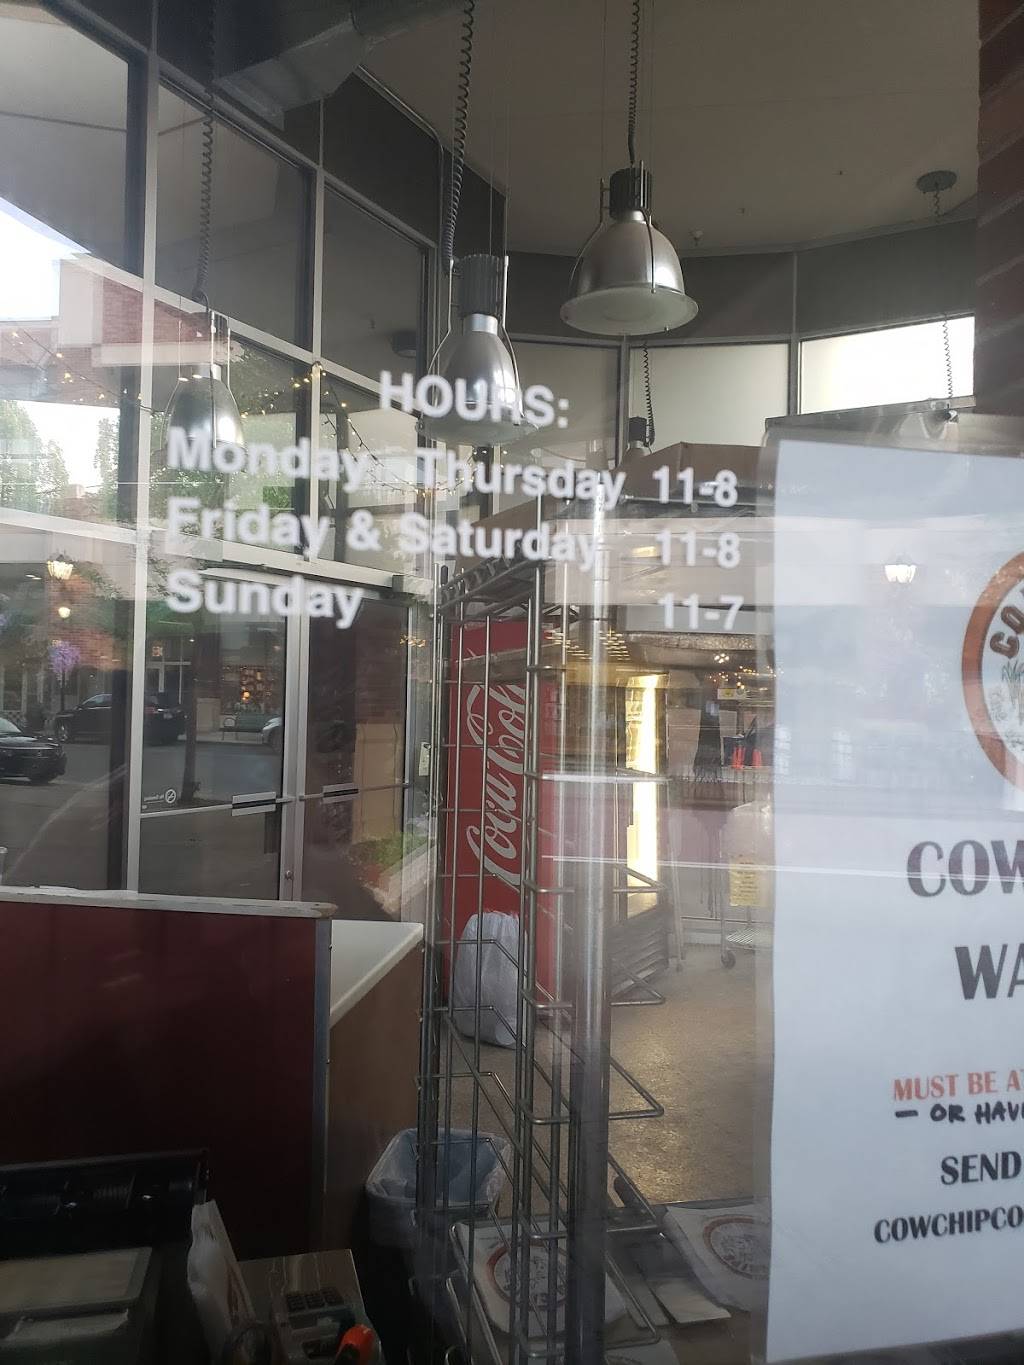 HOURS:
Monday - Thursday 11-8
Friday & Saturday 11-8
Sunday 11-7
Coca-Cola
COW
WA
MUST BE AT
- OR HAVE
SEND
COWCHIPCO